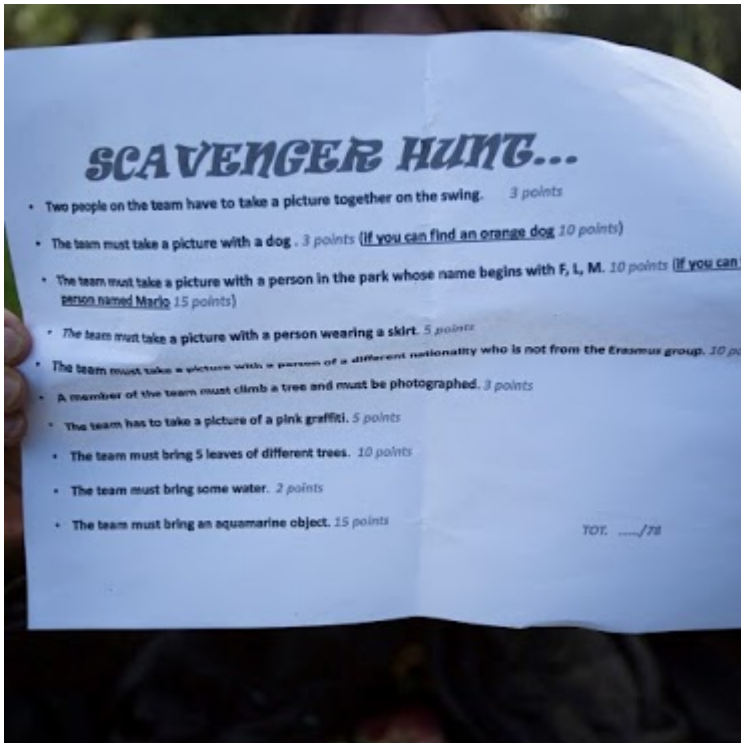 SCAVENGER HUNT...
• Two people on the team have to take a picture together on the swing. 3 points
• The team must take a picture with a dog . 3 points (if you can find an orange dog 10 points)
• The team must take a picture with a person in the park whose name begins with F, L, M. 10 points (if you can
person named Mario 15 points)
• The team must take a picture with a person wearing a skirt. 5 points
• The team must take a picture with a person of a different nationality who is not from the Erasmus group. 10
• A member of the team must climb a tree and must be photographed. 3 points
• The team has to take a picture of a pink graffiti. 5 points
• The team must bring 5 leaves of different trees. 10 points
• The team must bring some water. 2 points
• The team must bring an aquamarine object. 15 points
TOT. ...../78